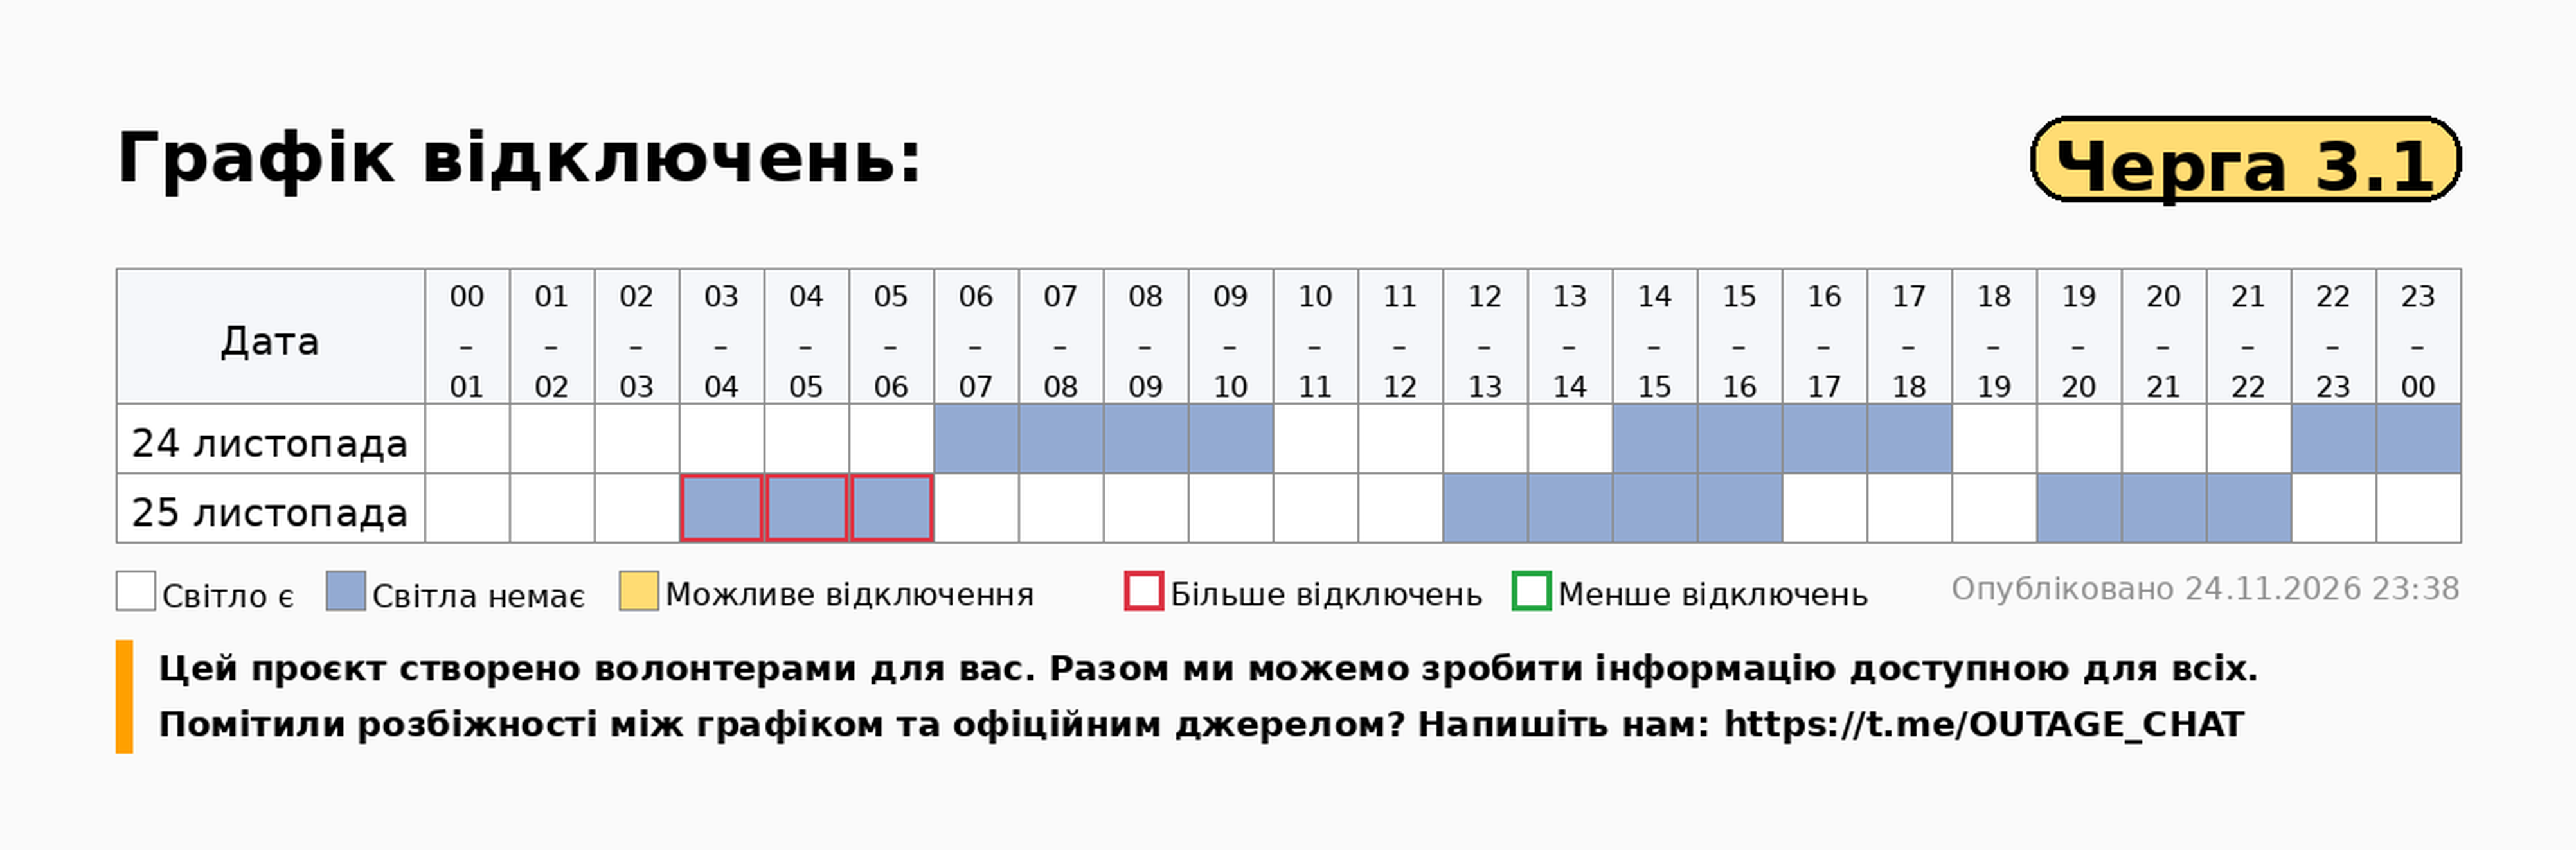 Графік відключень:
Черга 3.1
Дата 00 – 01 01 – 02 02 – 03 03 – 04 04 – 05 05 – 06 06 – 07 07 – 08 08 – 09 09 – 10 10 – 11 11 – 12 12 – 13 13 – 14 14 – 15 15 – 16 16 – 17 17 – 18 18 – 19 19 – 20 20 – 21 21 – 22 22 – 23 23 – 00
24 листопада
25 листопада
Світло є Світла немає Можливе відключення Більше відключень Менше відключень Опубліковано 24.11.2026 23:38
Цей проєкт створено волонтерами для вас. Разом ми можемо зробити інформацію доступною для всіх.
Помітили розбіжності між графіком та офіційним джерелом? Напишіть нам: https://t.me/OUTAGE_CHAT